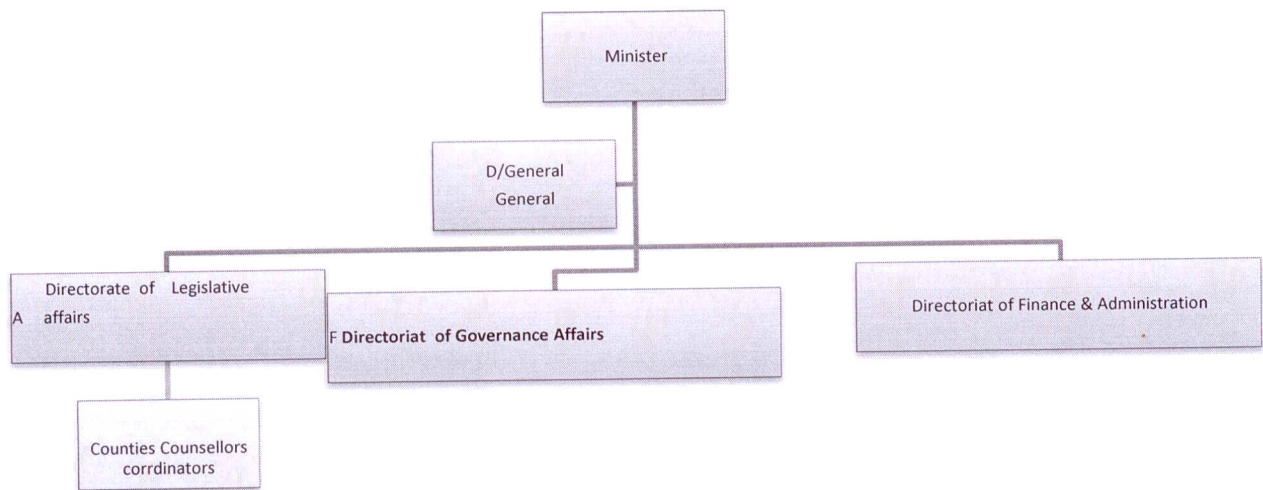 Minister
D/General
General
Directorate of Legislative
A affairs
F Directoriat of Governance Affairs
Directoriat of Finance & Administration
Counties Counsellors
corrdinators